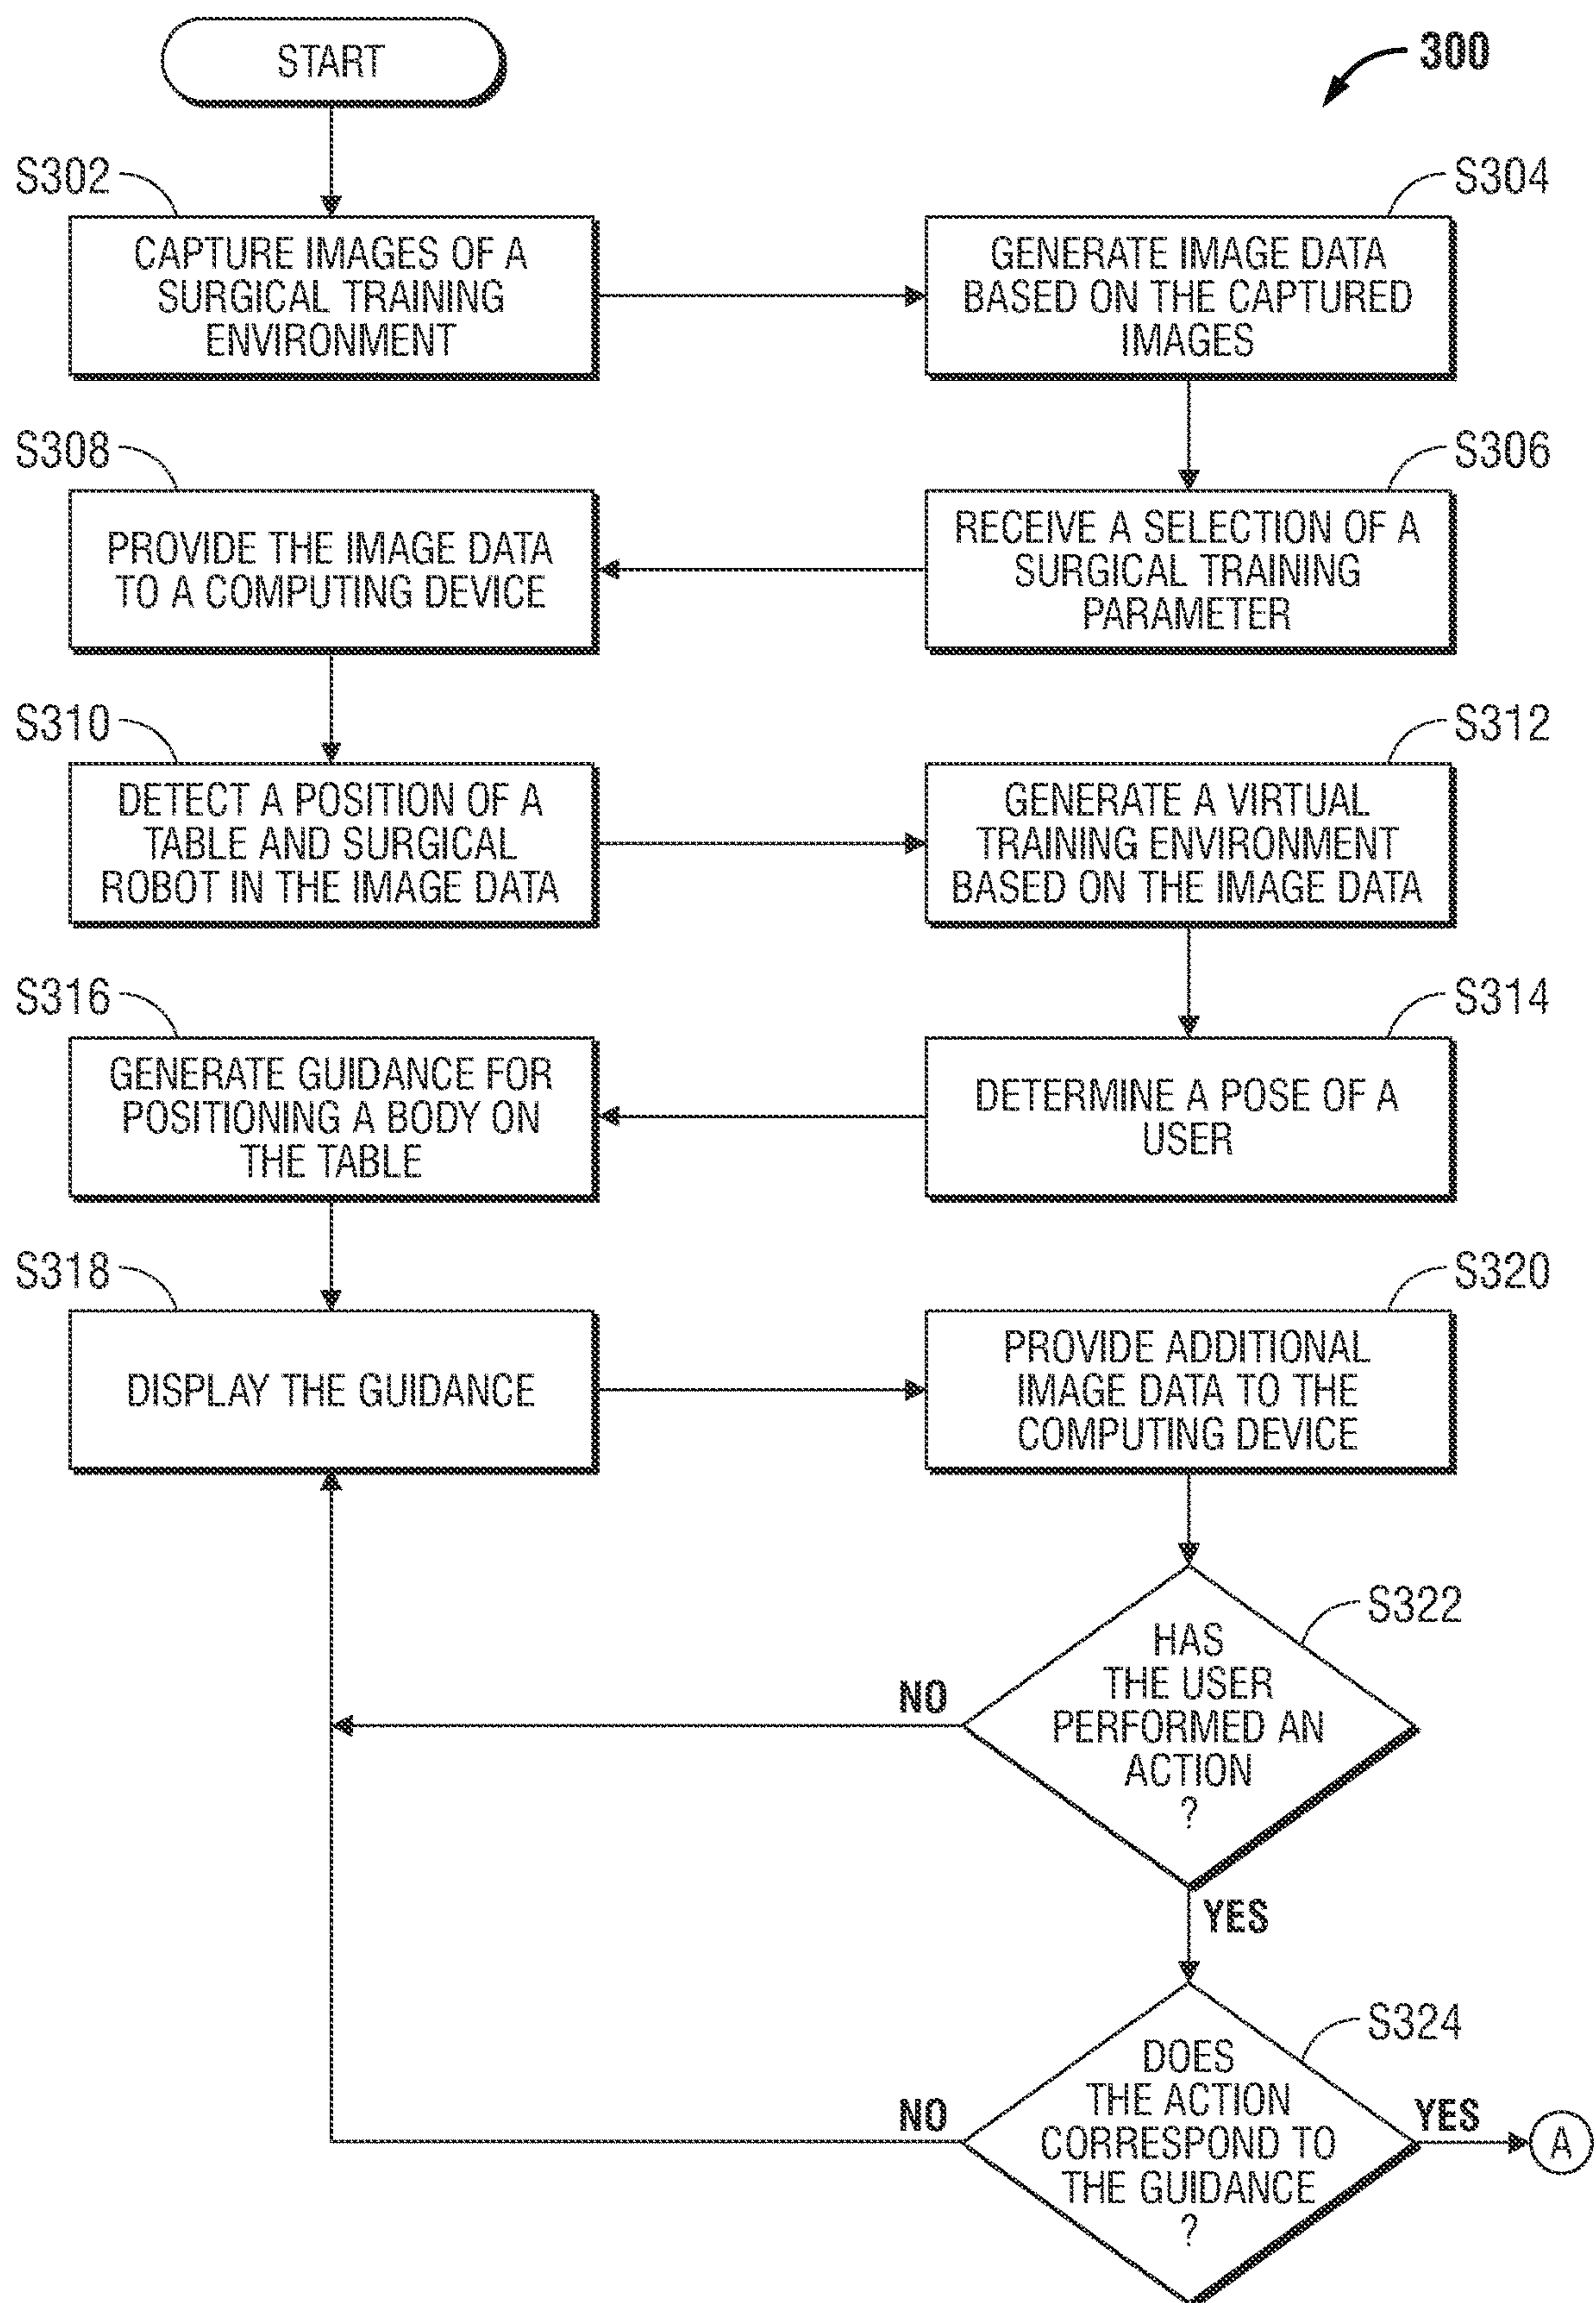 START
300
S302
CAPTURE IMAGES OF A
SURGICAL TRAINING
ENVIRONMENT
S304
GENERATE IMAGE DATA
BASED ON THE CAPTURED
IMAGES
S306
RECEIVE A SELECTION OF A
SURGICAL TRAINING
PARAMETER
S308
PROVIDE THE IMAGE DATA
TO A COMPUTING DEVICE
S310
DETECT A POSITION OF A
TABLE AND SURGICAL
ROBOT IN THE IMAGE DATA
S312
GENERATE A VIRTUAL
TRAINING ENVIRONMENT
BASED ON THE IMAGE DATA
S314
DETERMINE A POSE OF A
USER
S316
GENERATE GUIDANCE FOR
POSITIONING A BODY ON
THE TABLE
S318
DISPLAY THE GUIDANCE
S320
PROVIDE ADDITIONAL
IMAGE DATA TO THE
COMPUTING DEVICE
S322
HAS
THE USER
PERFORMED AN
ACTION
?
NO
YES
S324
DOES
THE ACTION
CORRESPOND TO
THE GUIDANCE
?
NO
YES
A